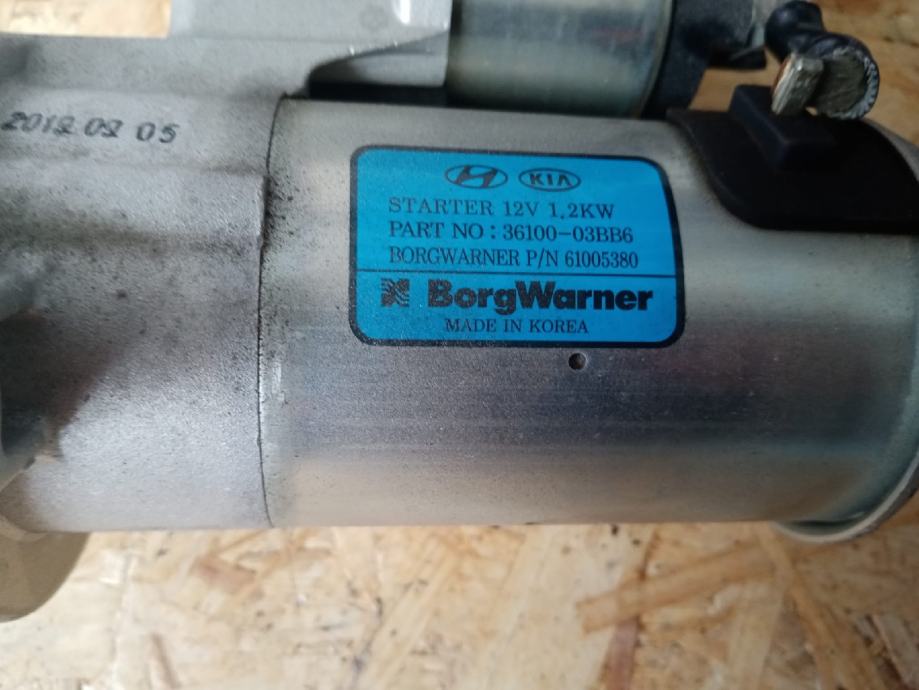 2019 02 05
KIA
STARTER 12V 1.2KW
PART NO : 36100-03BB6
BORGWARNER P/N 61005380
BorgWarner
MADE IN KOREA